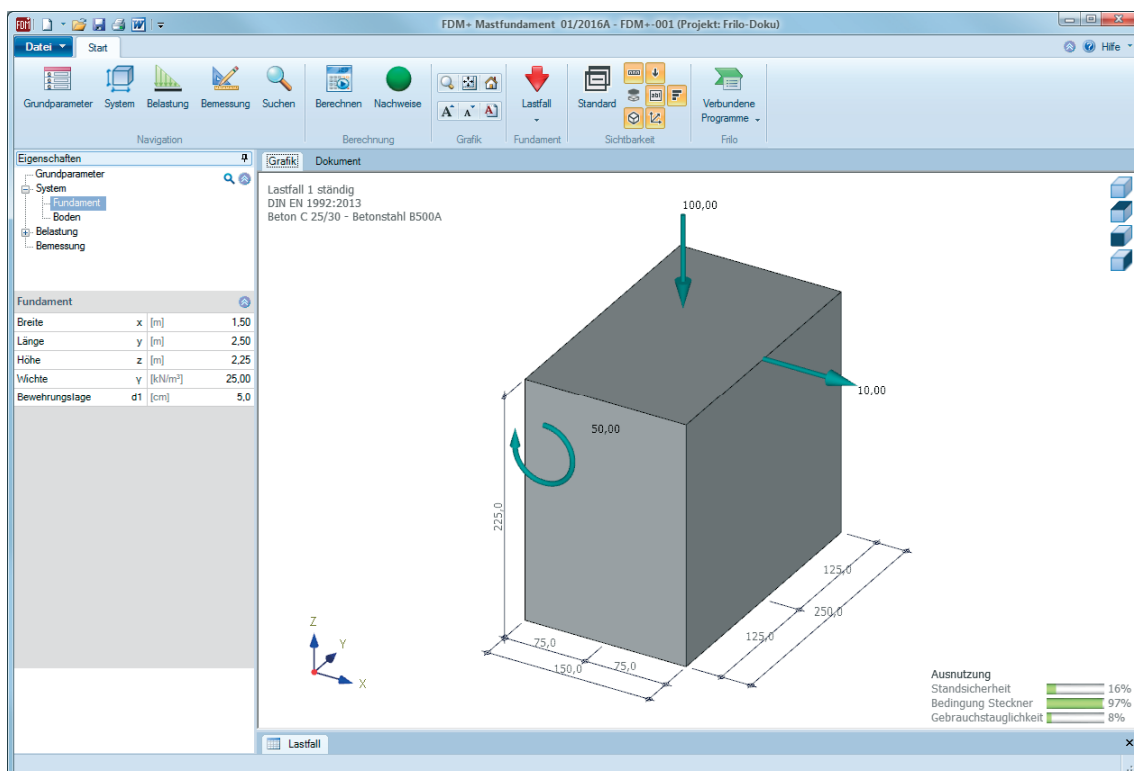 FDM+ Mastfundament 01/2016A - FDM+-001 (Projekt: Frilo-Doku)
Datei Start Hilfe
Grundparameter System Belastung Bemessung Suchen Berechnen Nachweise Lastfall Standard Verbundene Programme
Navigation Berechnung Grafik Fundament Sichtbarkeit Frilo
Eigenschaften
Grundparameter
System
Fundament
Boden
Belastung
Bemessung
Fundament
Breite x [m] 1,50
Länge y [m] 2,50
Höhe z [m] 2,25
Wichte γ [kN/m³] 25,00
Bewehrungslage d1 [cm] 5,0
Grafik Dokument
Lastfall 1 ständig
DIN EN 1992:2013
Beton C 25/30 - Betonstahl B500A
100,00
10,00
50,00
225,0
125,0
250,0
125,0
75,0
75,0
150,0
Z
Y
X
Ausnutzung
Standsicherheit 16%
Bedingung Steckner 97%
Gebrauchstauglichkeit 8%
Lastfall